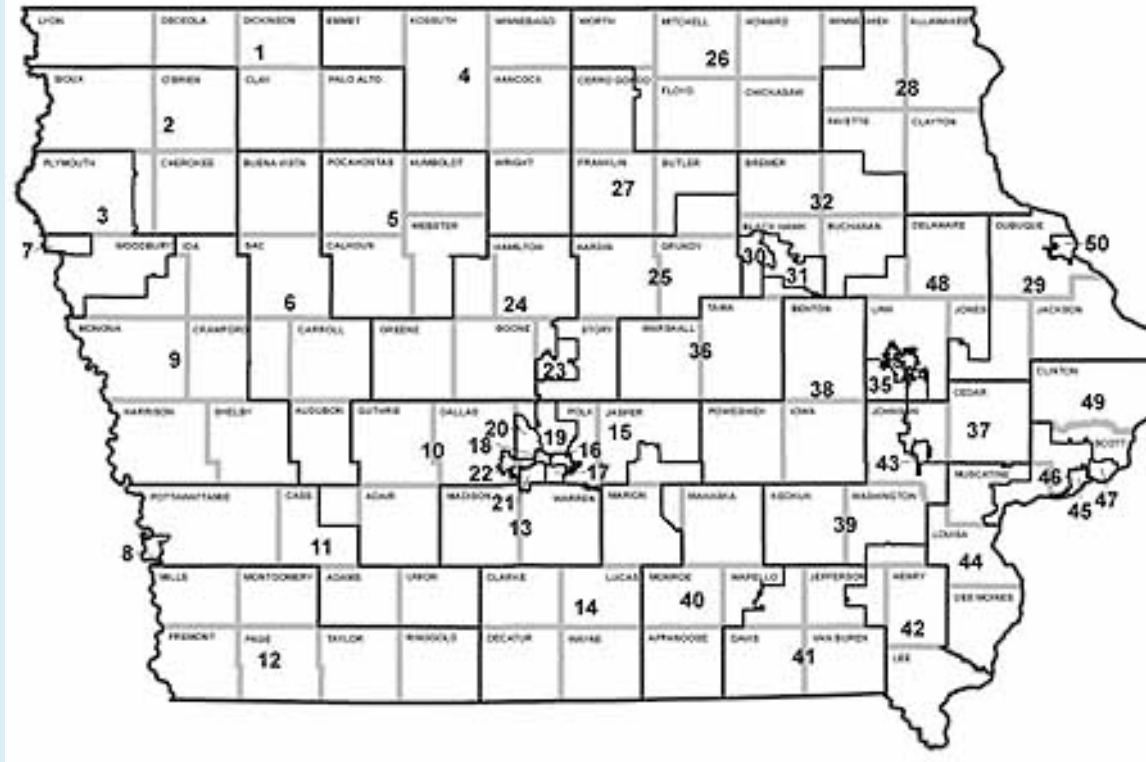 LYON OSCEOLA DICKINSON EMMET KOSSUTH WINNEBAGO WORTH MITCHELL HOWARD WINNESHIEK ALLAMAKEE
1 4 26
SIOUX O'BRIEN CLAY PALO ALTO HANCOCK CERRO GORDO FLOYD CHICKASAW 28
2 FAYETTE CLAYTON
PLYMOUTH CHEROKEE BUENA VISTA POCAHONTAS HUMBOLDT WRIGHT FRANKLIN BUTLER BREMER
3 5 27 32
WEBSTER BLACK HAWK BUCHANAN DELAWARE DUBUQUE
7 WOODBURY IDA SAC CALHOUN HAMILTON HARDIN GRUNDY 30 50
6 24 25 31 48 29
MONONA CRAWFORD CARROLL GREENE BOONE STORY MARSHALL TAMA BENTON LINN JONES JACKSON
9 23 36 38 35 CLINTON
HARRISON SHELBY AUDUBON GUTHRIE DALLAS POLK JASPER POWESHIEK IOWA JOHNSON CEDAR 49
10 20 18 19 16 15 37 SCOTT
22 17 43 MUSCATINE 46 47
POTTAWATTAMIE CASS ADAIR MADISON 21 WARREN MARION MAHASKA KEOKUK WASHINGTON 45
8 11 13 39 LOUISA
MILLS MONTGOMERY ADAMS UNION CLARKE LUCAS MONROE WAPELLO JEFFERSON HENRY 44
14 40 DES MOINES
FREMONT PAGE TAYLOR RINGGOLD DECATUR WAYNE APPANOOSE DAVIS VAN BUREN 42
12 41 LEE